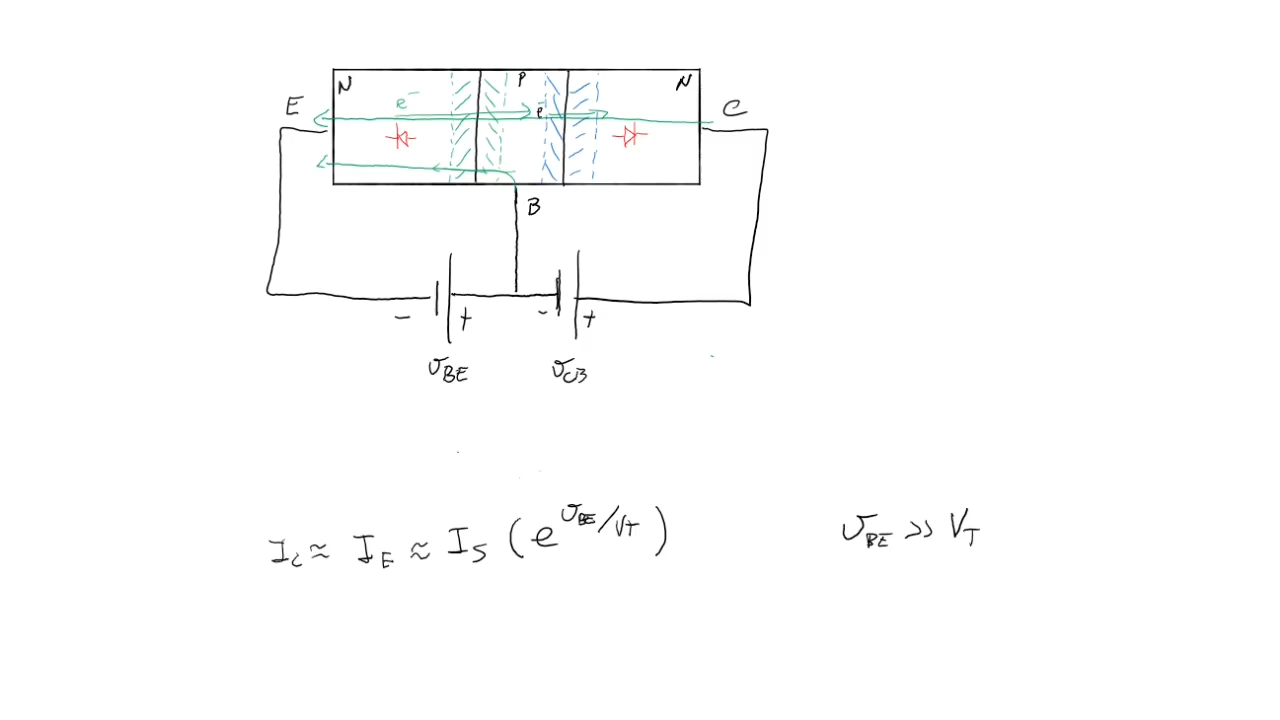 N P N
E e⁻ e⁻ C
B
- + - +
V_BE V_CB
I_C ≈ I_E ≈ I_S (e^{V_BE/V_T}) V_BE >> V_T